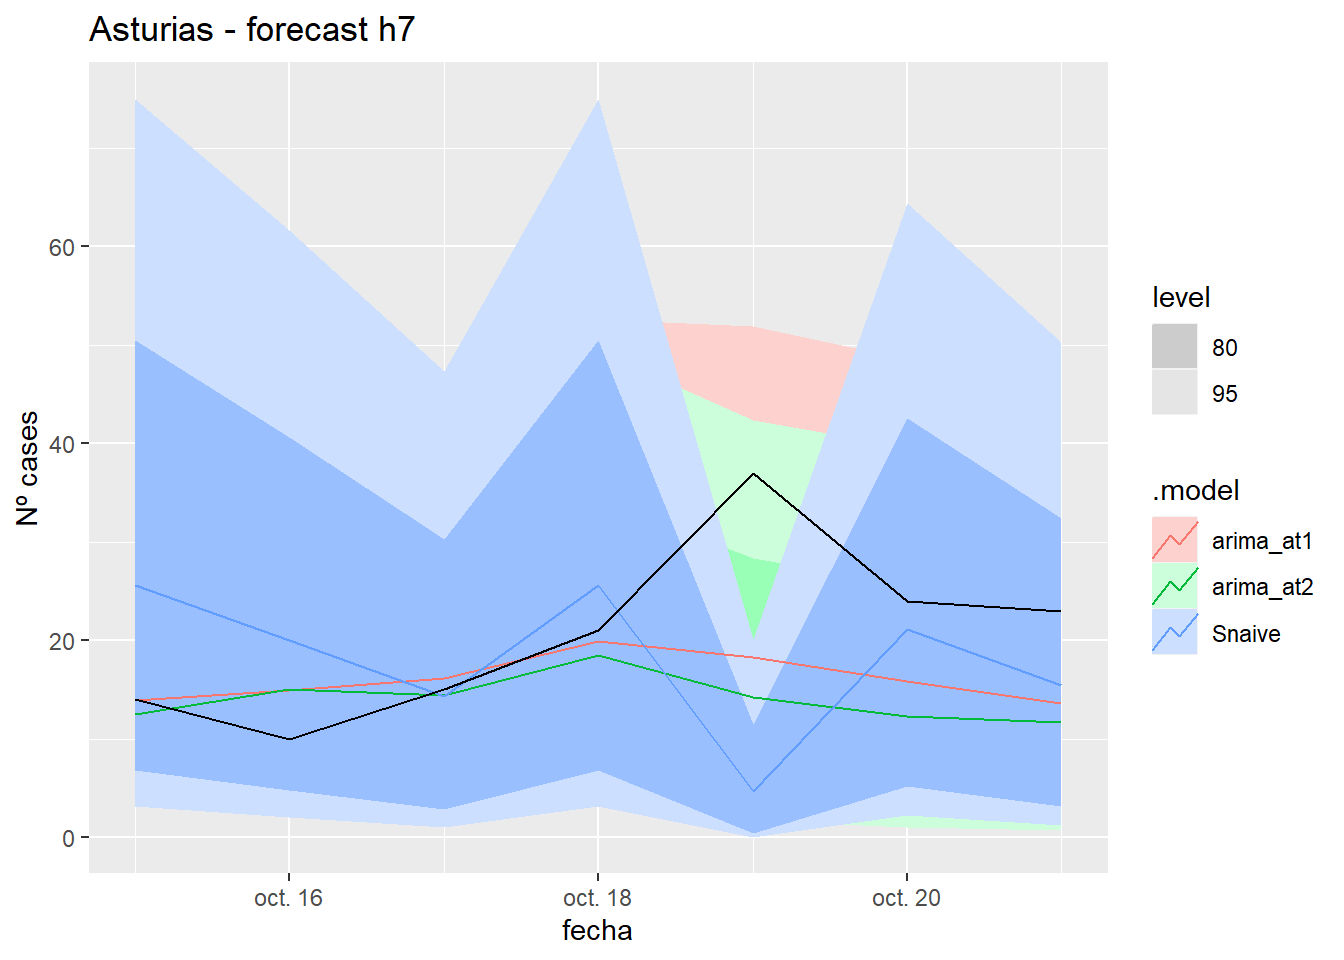 Asturias - forecast h7
Nº cases
60
40
20
0
oct. 16
oct. 18
oct. 20
fecha
level
80
95
.model
arima_at1
arima_at2
Snaive